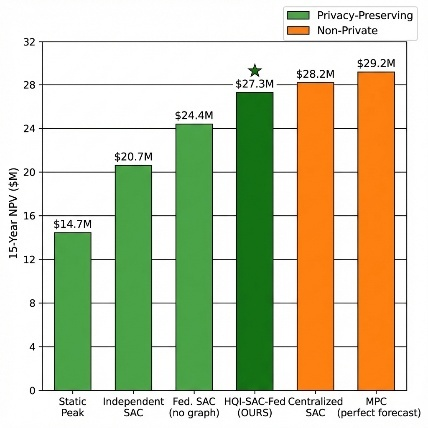 Privacy-Preserving
Non-Private
32
28
24
20
16
12
8
4
0
15-Year NPV ($M)
$14.7M
$20.7M
$24.4M
$27.3M
$28.2M
$29.2M
Static
Peak
Independent
SAC
Fed. SAC
(no graph)
HQI-SAC-Fed
(OURS)
Centralized
SAC
MPC
(perfect forecast)